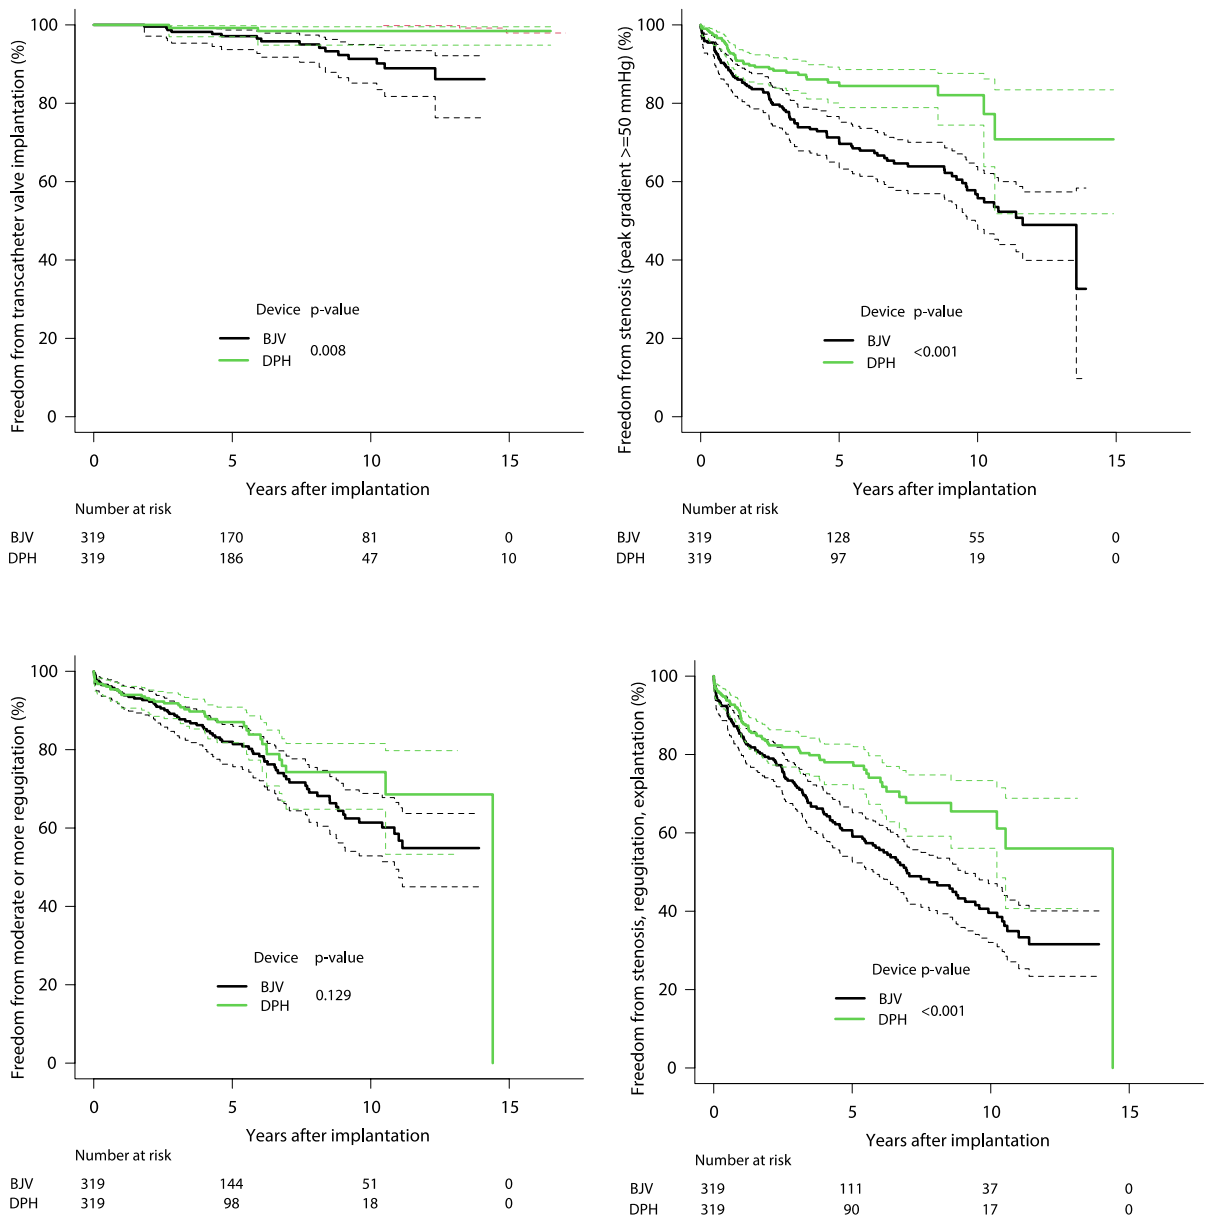 Freedom from transcatheter valve implantation (%)
100
80
60
40
20
0
Device p-value
BJV
DPH
0.008
0 5 10 15
Years after implantation
Number at risk
BJV 319 170 81 0
DPH 319 186 47 10
Freedom from stenosis (peak gradient >=50 mmHg) (%)
100
80
60
40
20
0
Device p-value
BJV
DPH
<0.001
0 5 10 15
Years after implantation
Number at risk
BJV 319 128 55 0
DPH 319 97 19 0
Freedom from moderate or more regugitation (%)
100
80
60
40
20
0
Device p-value
BJV
DPH
0.129
0 5 10 15
Years after implantation
Number at risk
BJV 319 144 51 0
DPH 319 98 18 0
Freedom from stenosis, regugitation, explantation (%)
100
80
60
40
20
0
Device p-value
BJV
DPH
<0.001
0 5 10 15
Years after implantation
Number at risk
BJV 319 111 37 0
DPH 319 90 17 0